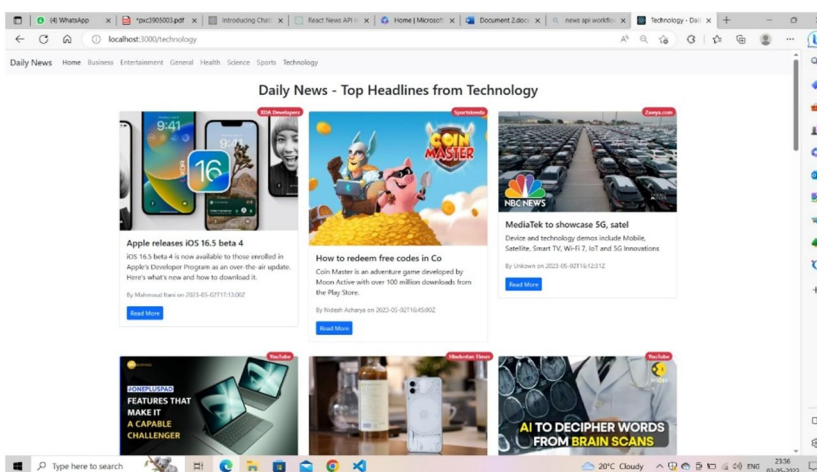 (4) WhatsApp
*pxc3905003.pdf
Introducing Chat
React News API
Home | Microsoft
Document 2.docx
news api workflow
Technology - Dai
localhost:3000/technology
Daily News Home Business Entertainment General Health Science Sports Technology
Daily News - Top Headlines from Technology
XDA Developers
9:41
9:41
16
Apple releases iOS 16.5 beta 4
iOS 16.5 beta 4 is now available to those enrolled in
Apple's Developer Program as an over-the-air update.
Here's what's new and how to download it.
By Mahmoud Itani on 2023-05-02T17:13:00Z
Read More
Sportskeeda
COIN
MASTER
How to redeem free codes in Co
Coin Master is an adventure game developed by
Moon Active with over 100 million downloads from
the Play Store.
By Nidesh Acharya on 2023-05-02T16:45:00Z
Read More
Zawya.com
NBC NEWS
MediaTek to showcase 5G, satel
Device and technology demos include Mobile,
Satellite, Smart TV, Wi-Fi 7, IoT and 5G Innovations
By Unkown on 2023-05-02T16:12:31Z
Read More
YouTube
#ONEPLUSPAD
FEATURES THAT
MAKE IT
A CAPABLE
CHALLENGER
Hindustan Times
YouTube
AI TO DECIPHER WORDS
FROM BRAIN SCANS
Type here to search
20°C Cloudy
ENG
23:56
03-05-2023